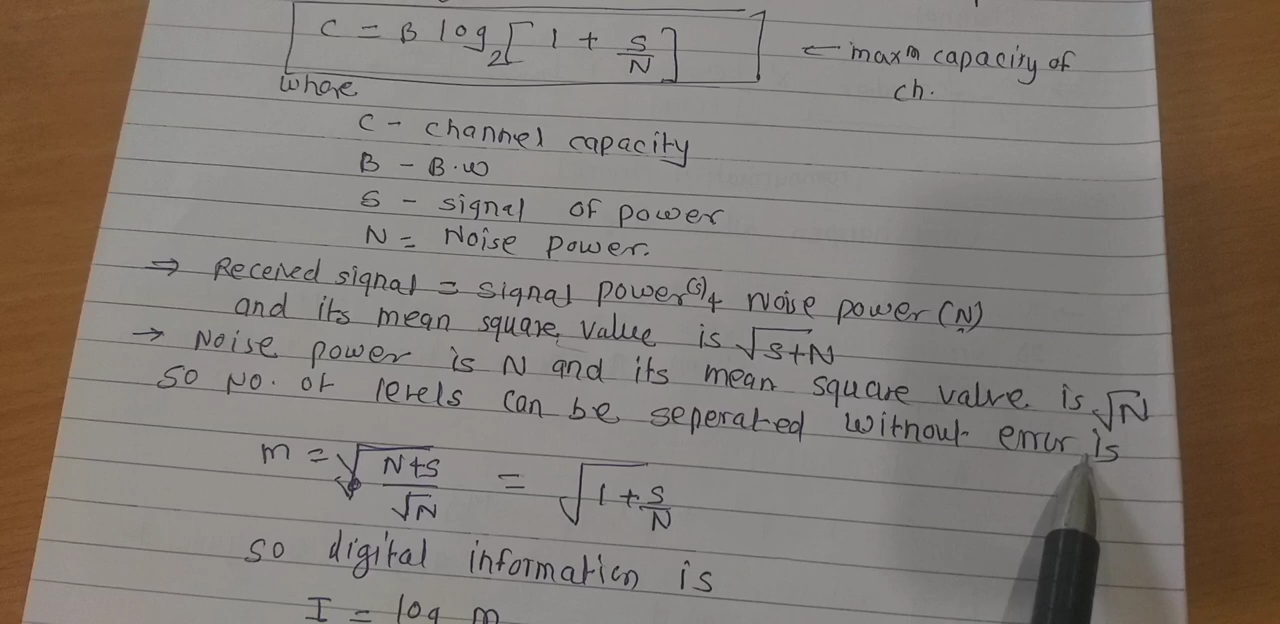 C = B log₂[1 + S/N] ← maxm capacity of
ch.
where
C - channel capacity
B - B.W
S - signal of power
N = Noise power.
⇒ Received signal = signal power(s) + Noise power (N)
and its mean square value is √S+N
→ Noise power is N and its mean square value is √N
So No. of levels can be seperated without error is
m = √N+S/√N = √1+S/N
so digital information is
I = log m